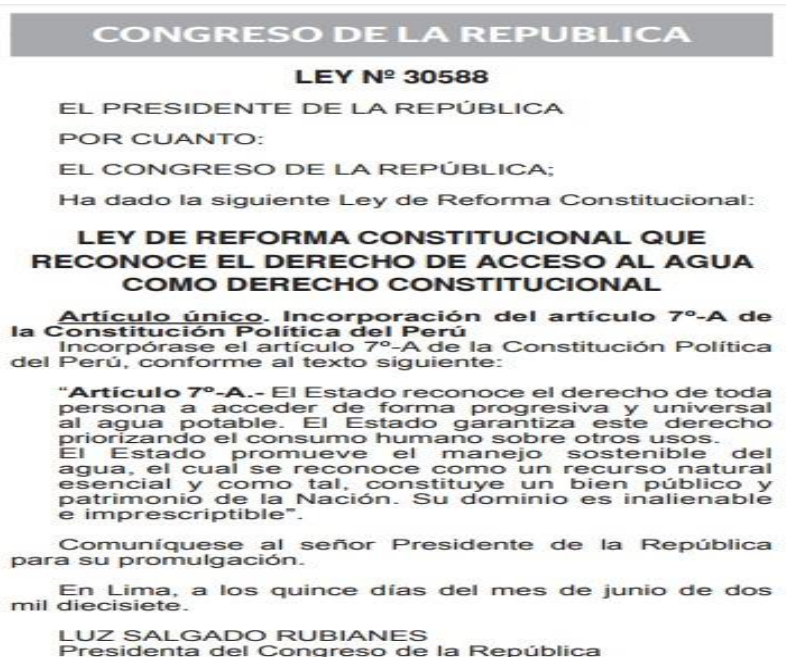 CONGRESO DE LA REPUBLICA
LEY Nº 30588
EL PRESIDENTE DE LA REPÚBLICA
POR CUANTO:
EL CONGRESO DE LA REPÚBLICA;
Ha dado la siguiente Ley de Reforma Constitucional:
LEY DE REFORMA CONSTITUCIONAL QUE
RECONOCE EL DERECHO DE ACCESO AL AGUA
COMO DERECHO CONSTITUCIONAL
Artículo único. Incorporación del artículo 7º-A de
la Constitución Política del Perú
Incorpórase el artículo 7º-A de la Constitución Política
del Perú, conforme al texto siguiente:
“Artículo 7º-A.- El Estado reconoce el derecho de toda
persona a acceder de forma progresiva y universal
al agua potable. El Estado garantiza este derecho
priorizando el consumo humano sobre otros usos.
El Estado promueve el manejo sostenible del
agua, el cual se reconoce como un recurso natural
esencial y como tal, constituye un bien público y
patrimonio de la Nación. Su dominio es inalienable
e imprescriptible”.
Comuníquese al señor Presidente de la República
para su promulgación.
En Lima, a los quince días del mes de junio de dos
mil diecisiete.
LUZ SALGADO RUBIANES
Presidenta del Congreso de la República